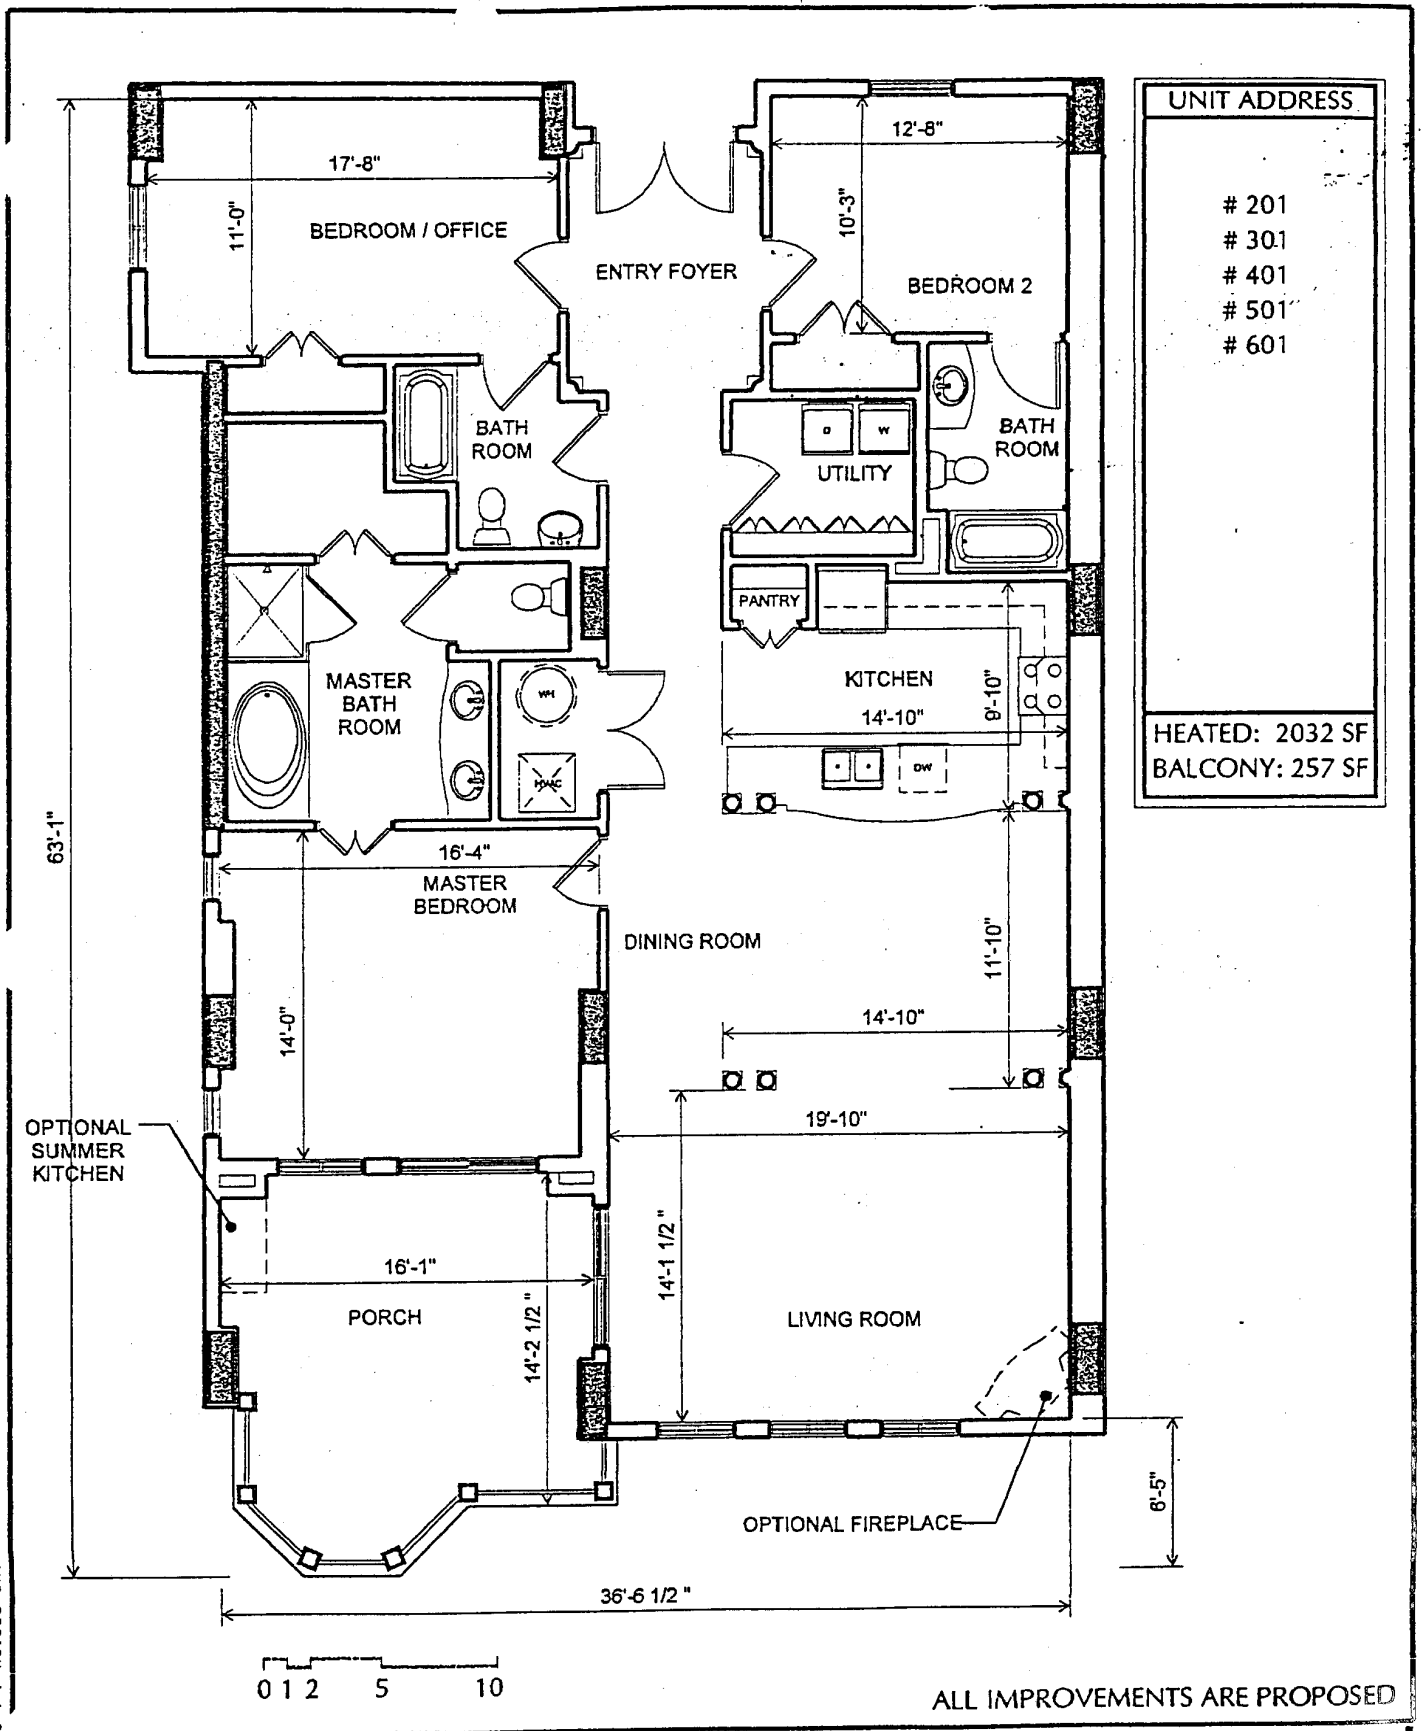 UNIT ADDRESS
# 201
# 301
# 401
# 501
# 601
HEATED: 2032 SF
BALCONY: 257 SF
12'-8"
17'-8"
11'-0"
10'-3"
BEDROOM / OFFICE
ENTRY FOYER
BEDROOM 2
BATH
ROOM
BATH
ROOM
D
W
UTILITY
PANTRY
KITCHEN
14'-10"
9'-10"
DW
MASTER
BATH
ROOM
WH
HVAC
63'-1"
16'-4"
MASTER
BEDROOM
DINING ROOM
11'-10"
14'-0"
14'-10"
OPTIONAL
SUMMER
KITCHEN
19'-10"
14'-1 1/2"
16'-1"
PORCH
14'-2 1/2"
LIVING ROOM
OPTIONAL FIREPLACE
6'-5"
36'-6 1/2"
0 1 2 5 10
ALL IMPROVEMENTS ARE PROPOSED